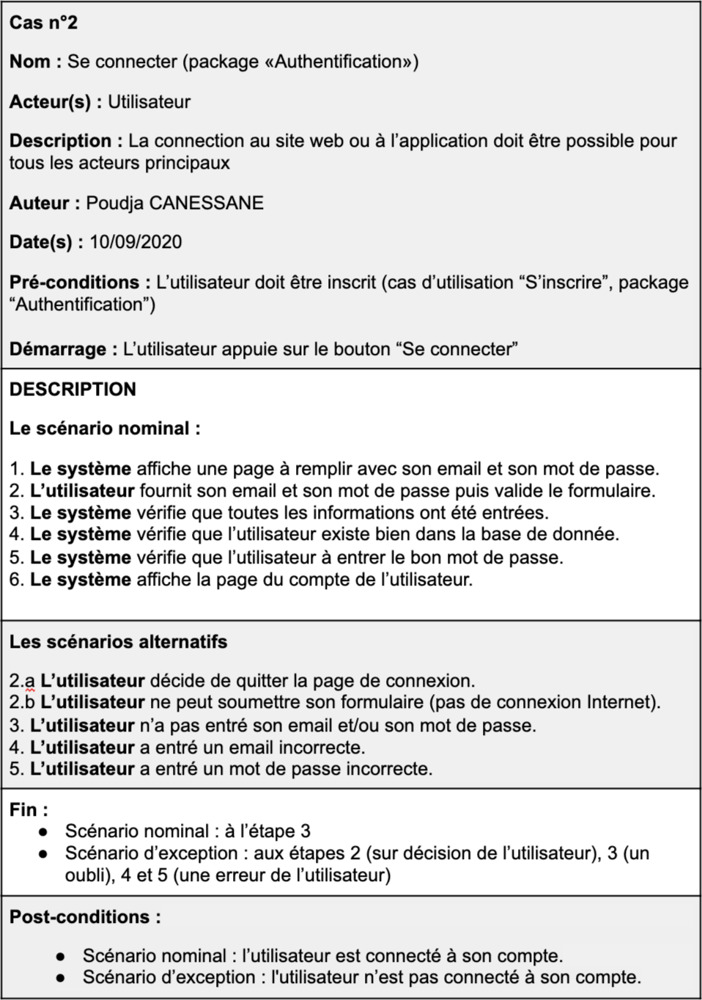 Cas n°2
Nom : Se connecter (package «Authentification»)
Acteur(s) : Utilisateur
Description : La connection au site web ou à l’application doit être possible pour
tous les acteurs principaux
Auteur : Poudja CANESSANE
Date(s) : 10/09/2020
Pré-conditions : L’utilisateur doit être inscrit (cas d’utilisation “S’inscrire”, package
“Authentification”)
Démarrage : L’utilisateur appuie sur le bouton “Se connecter”
DESCRIPTION
Le scénario nominal :
1. Le système affiche une page à remplir avec son email et son mot de passe.
2. L’utilisateur fournit son email et son mot de passe puis valide le formulaire.
3. Le système vérifie que toutes les informations ont été entrées.
4. Le système vérifie que l’utilisateur existe bien dans la base de donnée.
5. Le système vérifie que l’utilisateur à entrer le bon mot de passe.
6. Le système affiche la page du compte de l’utilisateur.
Les scénarios alternatifs
2.a L’utilisateur décide de quitter la page de connexion.
2.b L’utilisateur ne peut soumettre son formulaire (pas de connexion Internet).
3. L’utilisateur n’a pas entré son email et/ou son mot de passe.
4. L’utilisateur a entré un email incorrecte.
5. L’utilisateur a entré un mot de passe incorrecte.
Fin :
● Scénario nominal : à l’étape 3
● Scénario d’exception : aux étapes 2 (sur décision de l’utilisateur), 3 (un
oubli), 4 et 5 (une erreur de l’utilisateur)
Post-conditions :
● Scénario nominal : l’utilisateur est connecté à son compte.
● Scénario d’exception : l'utilisateur n’est pas connecté à son compte.